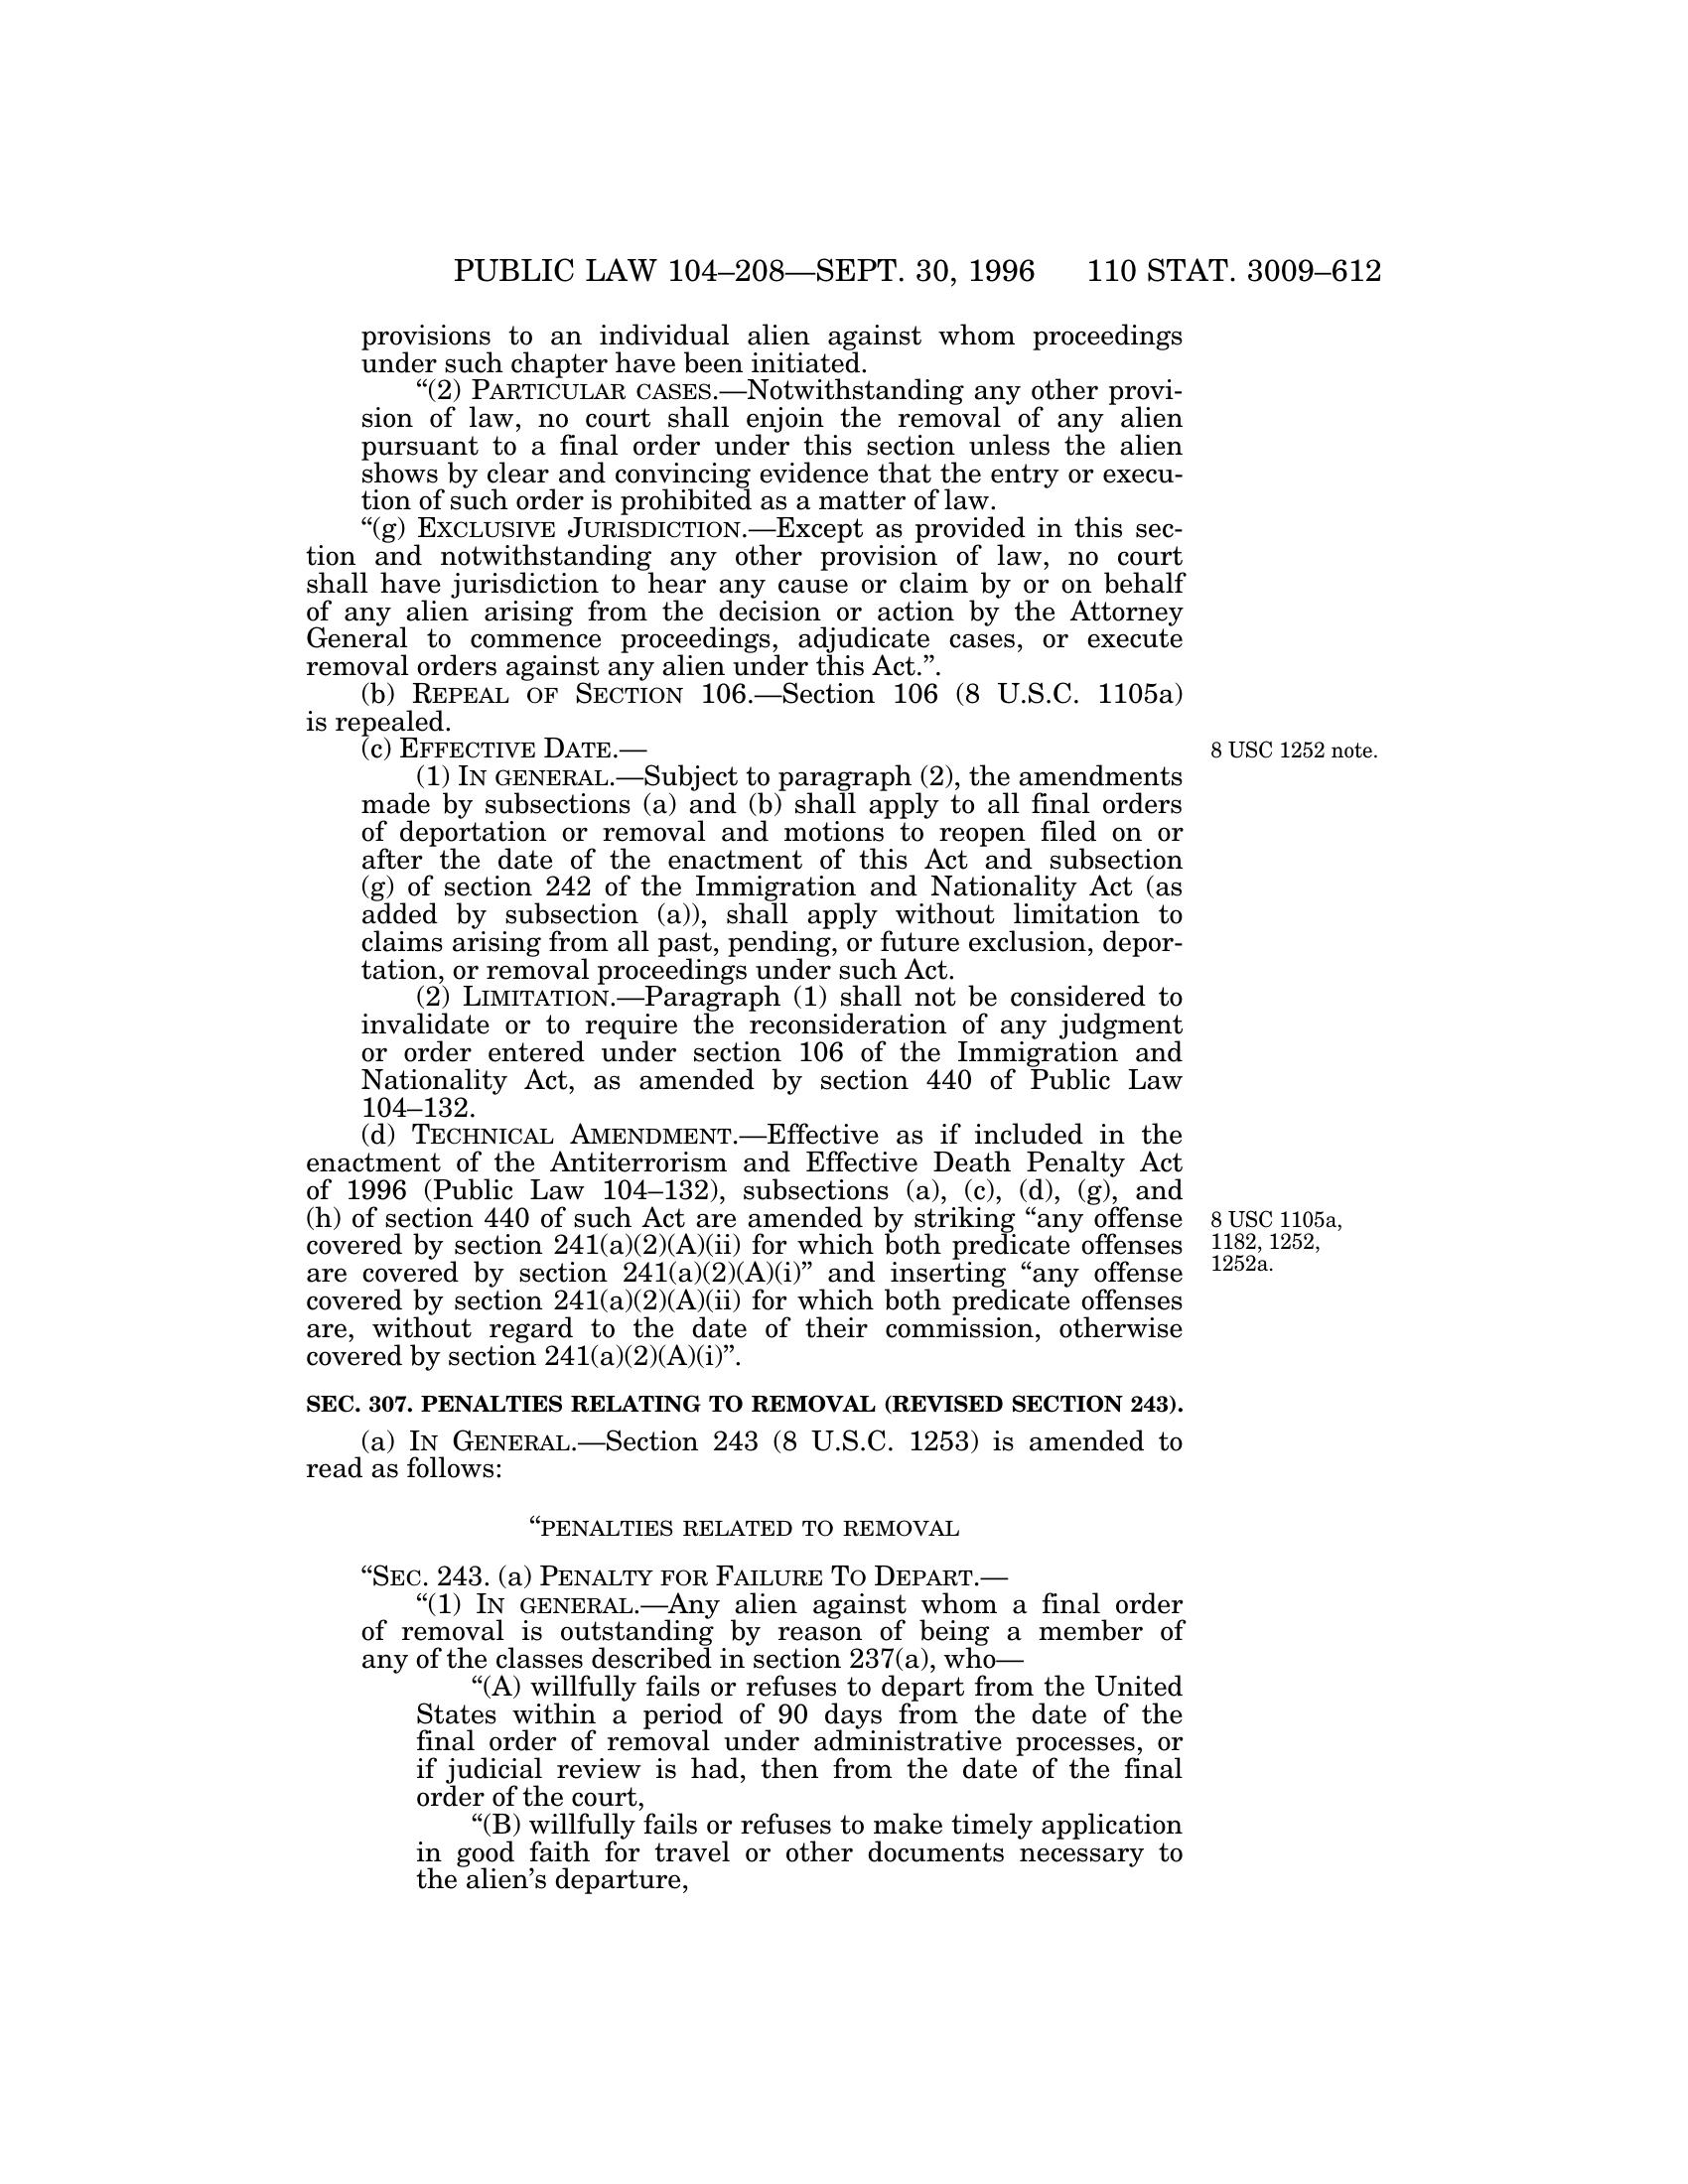 PUBLIC LAW 104–208—SEPT. 30, 1996 110 STAT. 3009–612
provisions to an individual alien against whom proceedings
under such chapter have been initiated.
“(2) PARTICULAR CASES.—Notwithstanding any other provi-
sion of law, no court shall enjoin the removal of any alien
pursuant to a final order under this section unless the alien
shows by clear and convincing evidence that the entry or execu-
tion of such order is prohibited as a matter of law.
“(g) EXCLUSIVE JURISDICTION.—Except as provided in this sec-
tion and notwithstanding any other provision of law, no court
shall have jurisdiction to hear any cause or claim by or on behalf
of any alien arising from the decision or action by the Attorney
General to commence proceedings, adjudicate cases, or execute
removal orders against any alien under this Act.”.
(b) REPEAL OF SECTION 106.—Section 106 (8 U.S.C. 1105a)
is repealed.
(c) EFFECTIVE DATE.—
8 USC 1252 note.
(1) IN GENERAL.—Subject to paragraph (2), the amendments
made by subsections (a) and (b) shall apply to all final orders
of deportation or removal and motions to reopen filed on or
after the date of the enactment of this Act and subsection
(g) of section 242 of the Immigration and Nationality Act (as
added by subsection (a)), shall apply without limitation to
claims arising from all past, pending, or future exclusion, depor-
tation, or removal proceedings under such Act.
(2) LIMITATION.—Paragraph (1) shall not be considered to
invalidate or to require the reconsideration of any judgment
or order entered under section 106 of the Immigration and
Nationality Act, as amended by section 440 of Public Law
104–132.
(d) TECHNICAL AMENDMENT.—Effective as if included in the
enactment of the Antiterrorism and Effective Death Penalty Act
of 1996 (Public Law 104–132), subsections (a), (c), (d), (g), and
(h) of section 440 of such Act are amended by striking “any offense
covered by section 241(a)(2)(A)(ii) for which both predicate offenses
are covered by section 241(a)(2)(A)(i)” and inserting “any offense
covered by section 241(a)(2)(A)(ii) for which both predicate offenses
are, without regard to the date of their commission, otherwise
covered by section 241(a)(2)(A)(i)”.
8 USC 1105a,
1182, 1252,
1252a.
SEC. 307. PENALTIES RELATING TO REMOVAL (REVISED SECTION 243).
(a) IN GENERAL.—Section 243 (8 U.S.C. 1253) is amended to
read as follows:
“PENALTIES RELATED TO REMOVAL
“SEC. 243. (a) PENALTY FOR FAILURE TO DEPART.—
“(1) IN GENERAL.—Any alien against whom a final order
of removal is outstanding by reason of being a member of
any of the classes described in section 237(a), who—
“(A) willfully fails or refuses to depart from the United
States within a period of 90 days from the date of the
final order of removal under administrative processes, or
if judicial review is had, then from the date of the final
order of the court,
“(B) willfully fails or refuses to make timely application
in good faith for travel or other documents necessary to
the alien’s departure,